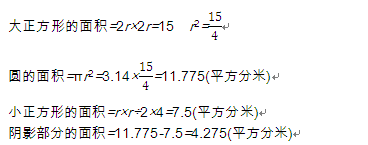 大正方形的面积=2r×2r=15 r²=15/4↵
圆的面积=πr²=3.14×15/4=11.775(平方分米)↵
小正方形的面积=r×r÷2×4=7.5(平方分米)↵
阴影部分的面积=11.775-7.5=4.275(平方分米)↵